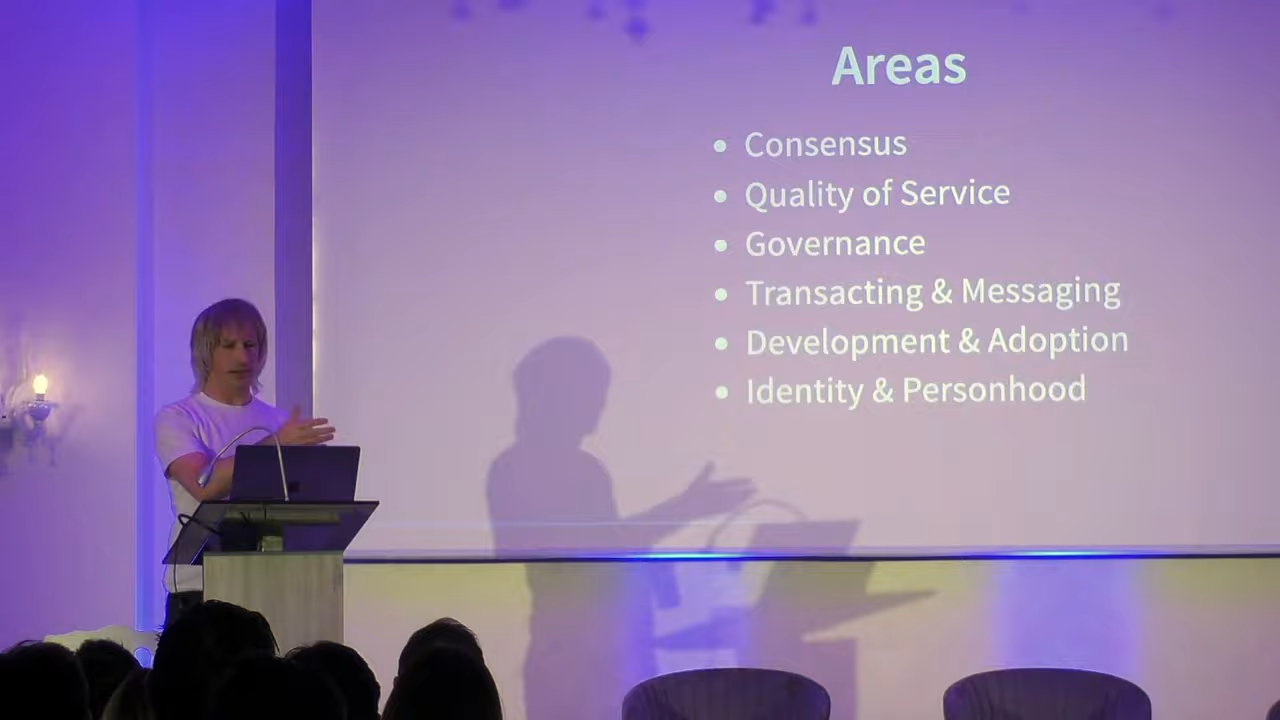 Areas
• Consensus
• Quality of Service
• Governance
• Transacting & Messaging
• Development & Adoption
• Identity & Personhood